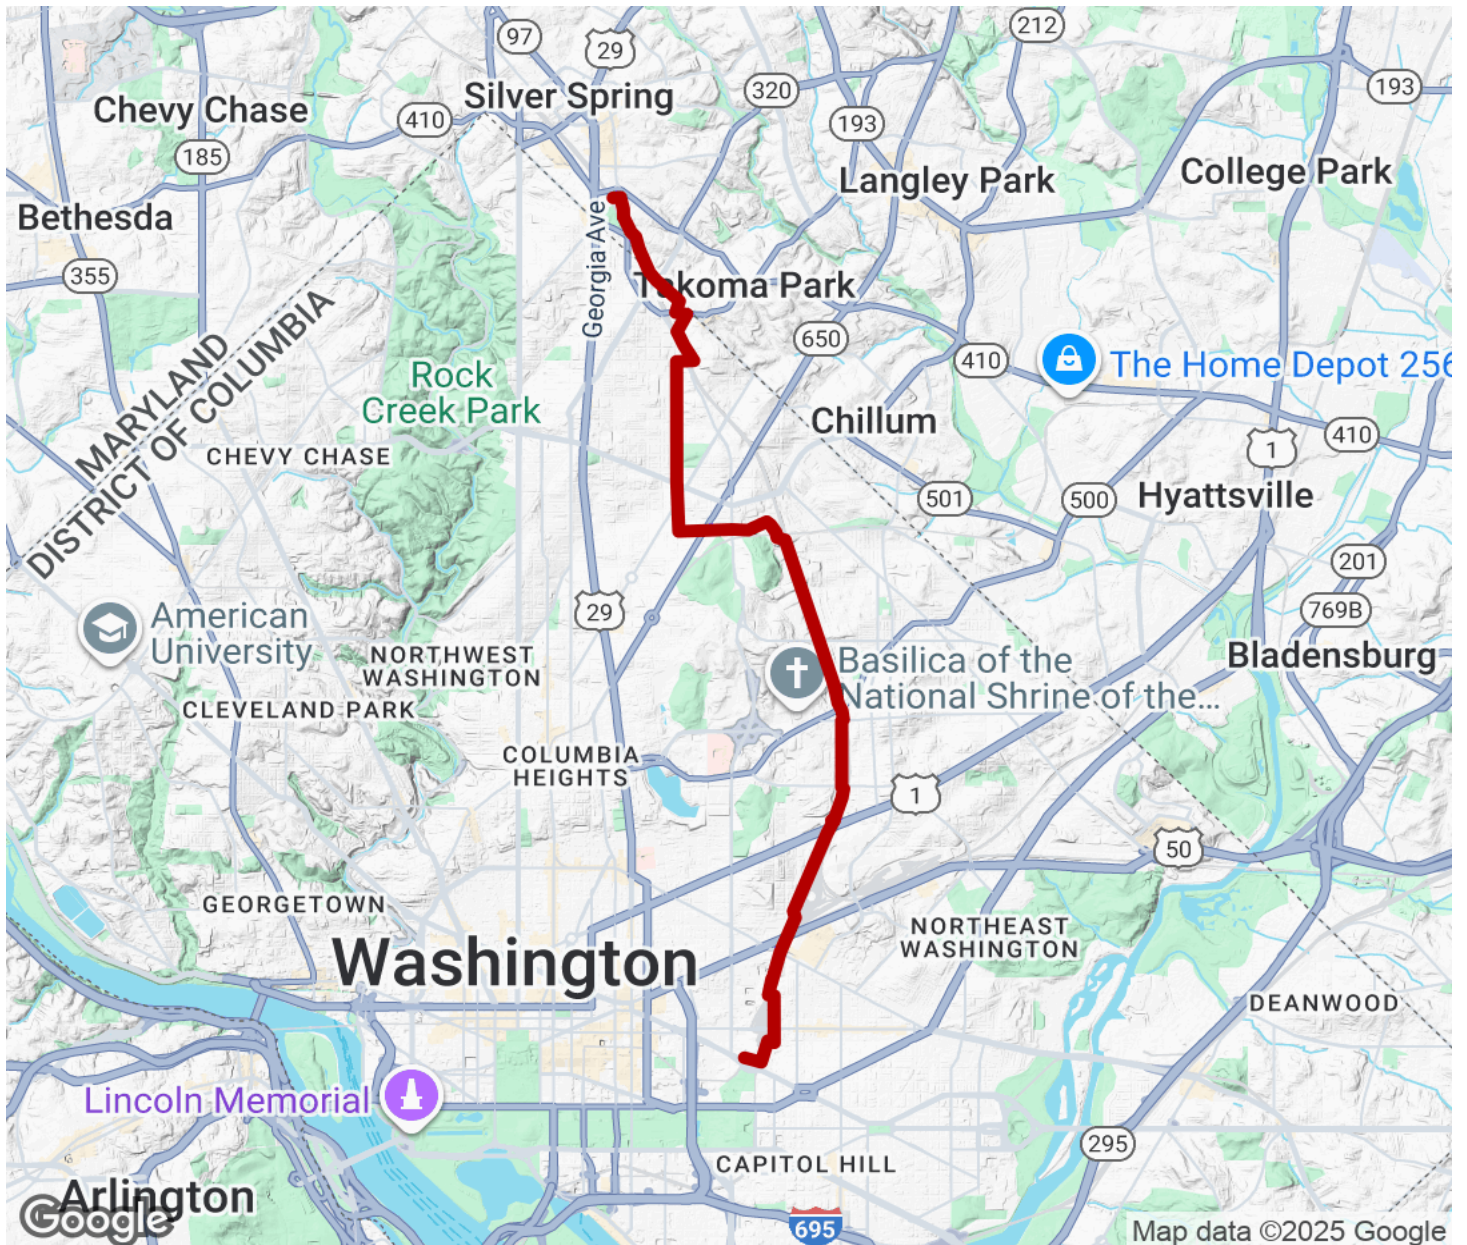 97
29
212
Silver Spring
320
193
Chevy Chase
410
193
185
Langley Park
College Park
Bethesda
Georgia Ave
355
Takoma Park
650
MARYLAND
DISTRICT OF COLUMBIA
410
The Home Depot 256
Rock
Creek Park
Chillum
CHEVY CHASE
1
410
501
500
Hyattsville
201
American
University
29
769B
NORTHWEST
WASHINGTON
Basilica of the
National Shrine of the...
Bladensburg
CLEVELAND PARK
COLUMBIA
HEIGHTS
1
50
GEORGETOWN
NORTHEAST
WASHINGTON
Washington
DEANWOOD
Lincoln Memorial
295
CAPITOL HILL
Arlington
Google
695
Map data ©2025 Google